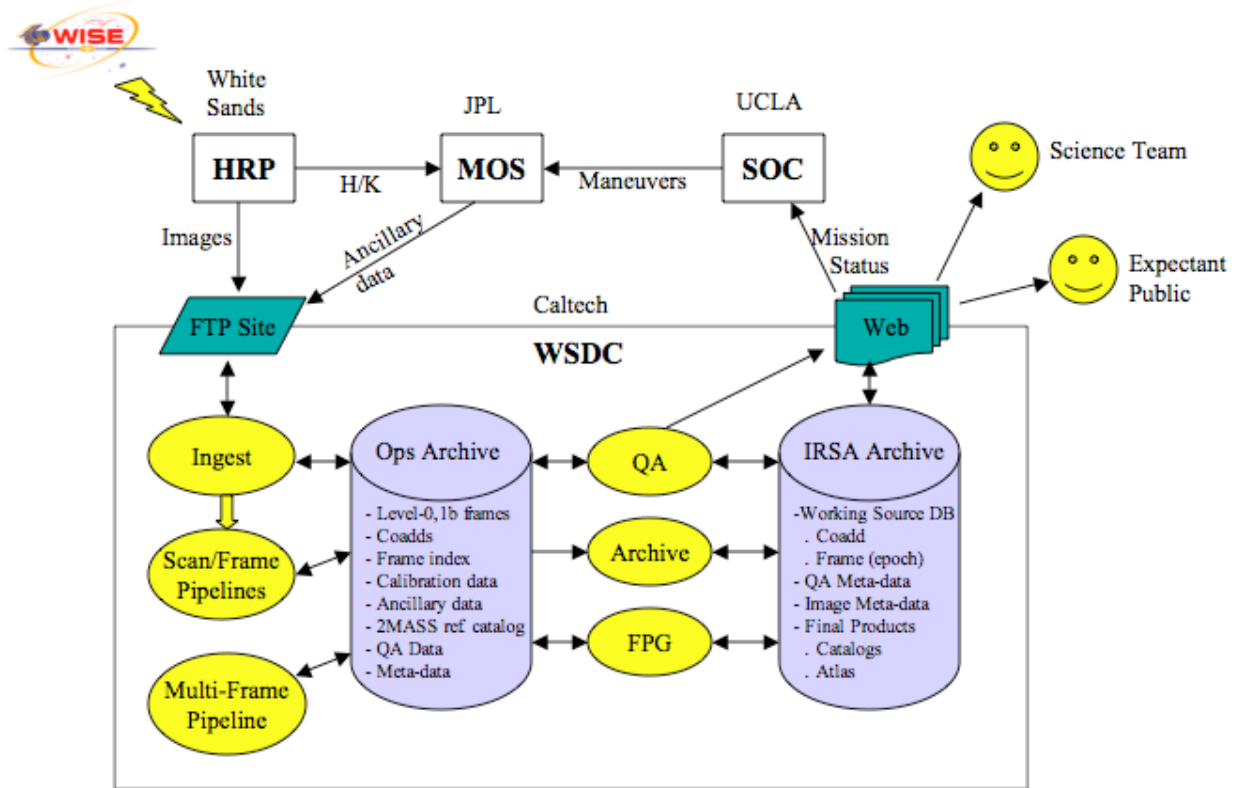 WISE
White
Sands
JPL
UCLA
HRP
MOS
SOC
Science Team
H/K
Maneuvers
Images
Ancillary
data
Mission
Status
Expectant
Public
FTP Site
Caltech
Web
WSDC
Ingest
Ops Archive
QA
IRSA Archive
- Level-0,1b frames
- Coadds
- Frame index
- Calibration data
- Ancillary data
- 2MASS ref catalog
- QA Data
- Meta-data
-Working Source DB
. Coadd
. Frame (epoch)
- QA Meta-data
- Image Meta-data
- Final Products
. Catalogs
. Atlas
Scan/Frame
Pipelines
Archive
FPG
Multi-Frame
Pipeline